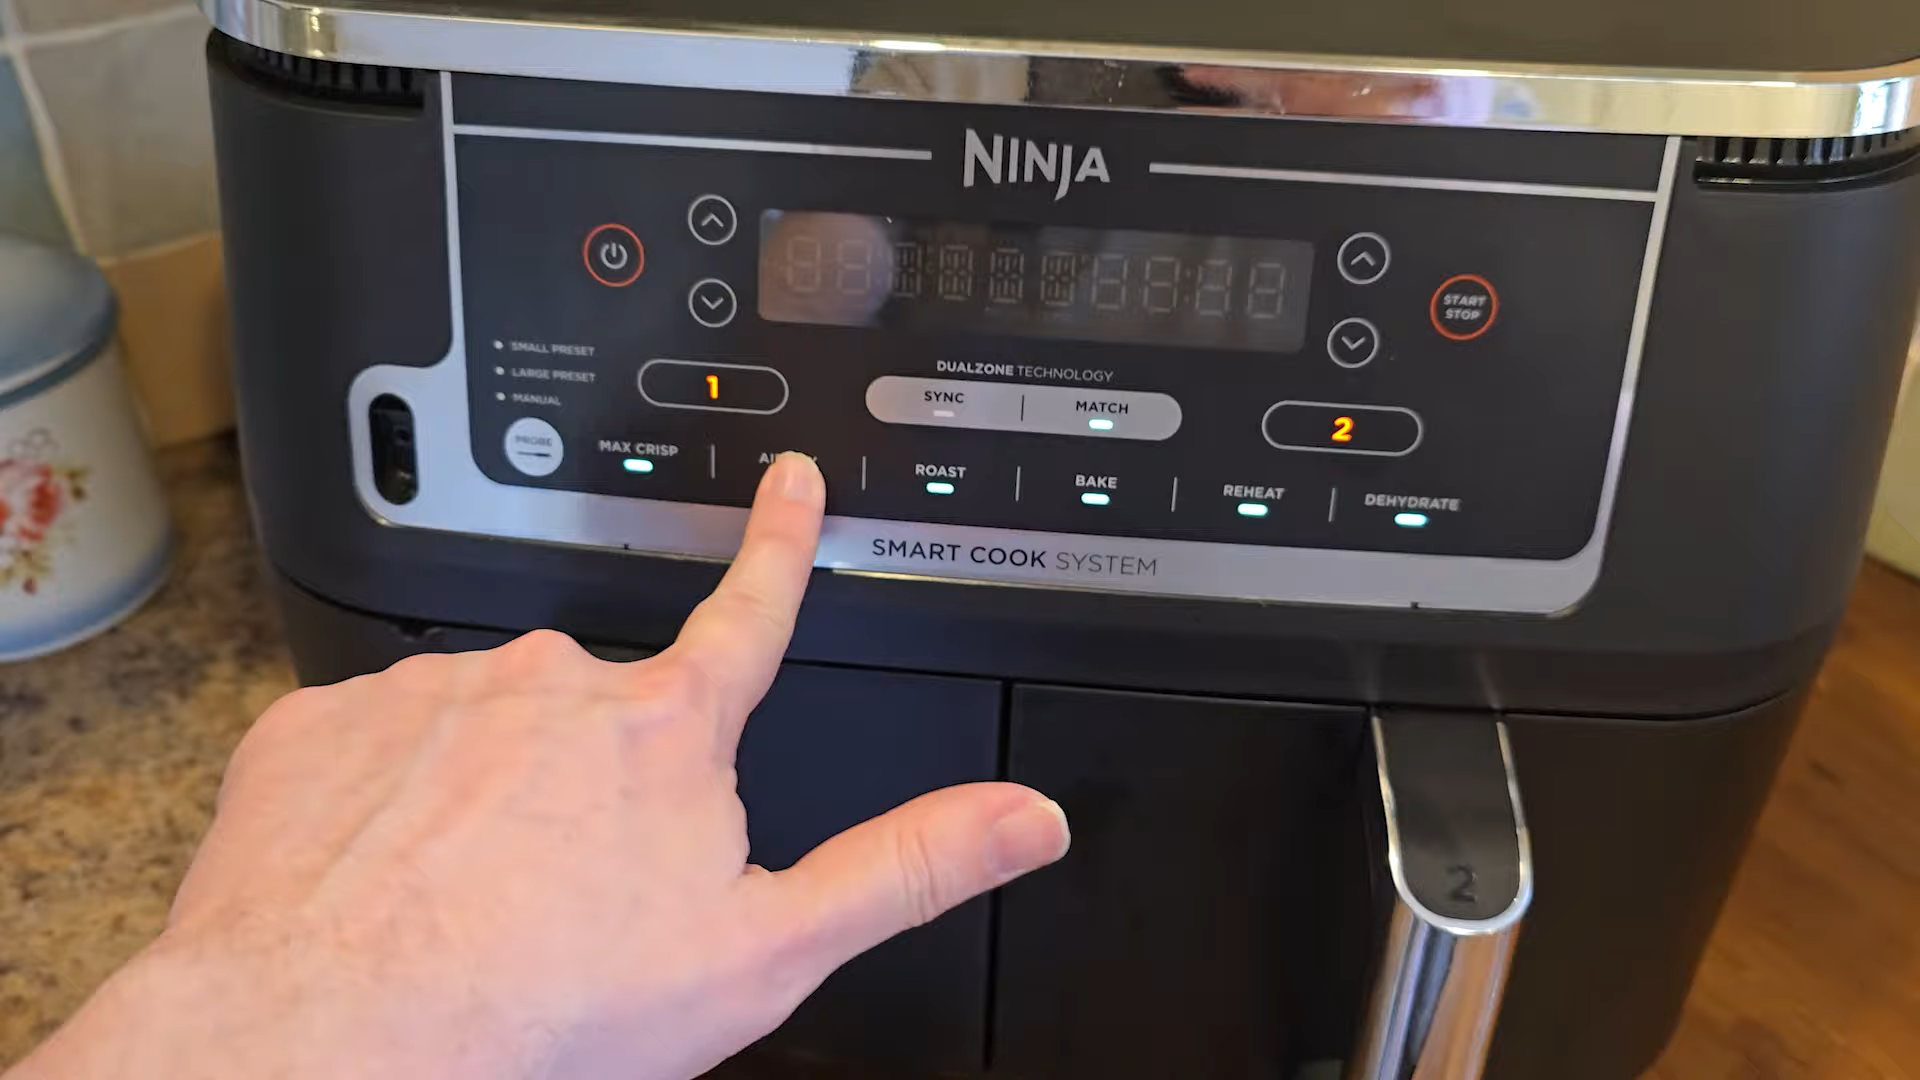 NINJA
START
STOP
SMALL PRESET
LARGE PRESET
MANUAL
1
DUALZONE TECHNOLOGY
SYNC
MATCH
2
PROBE
MAX CRISP
ROAST
BAKE
REHEAT
DEHYDRATE
SMART COOK SYSTEM
2